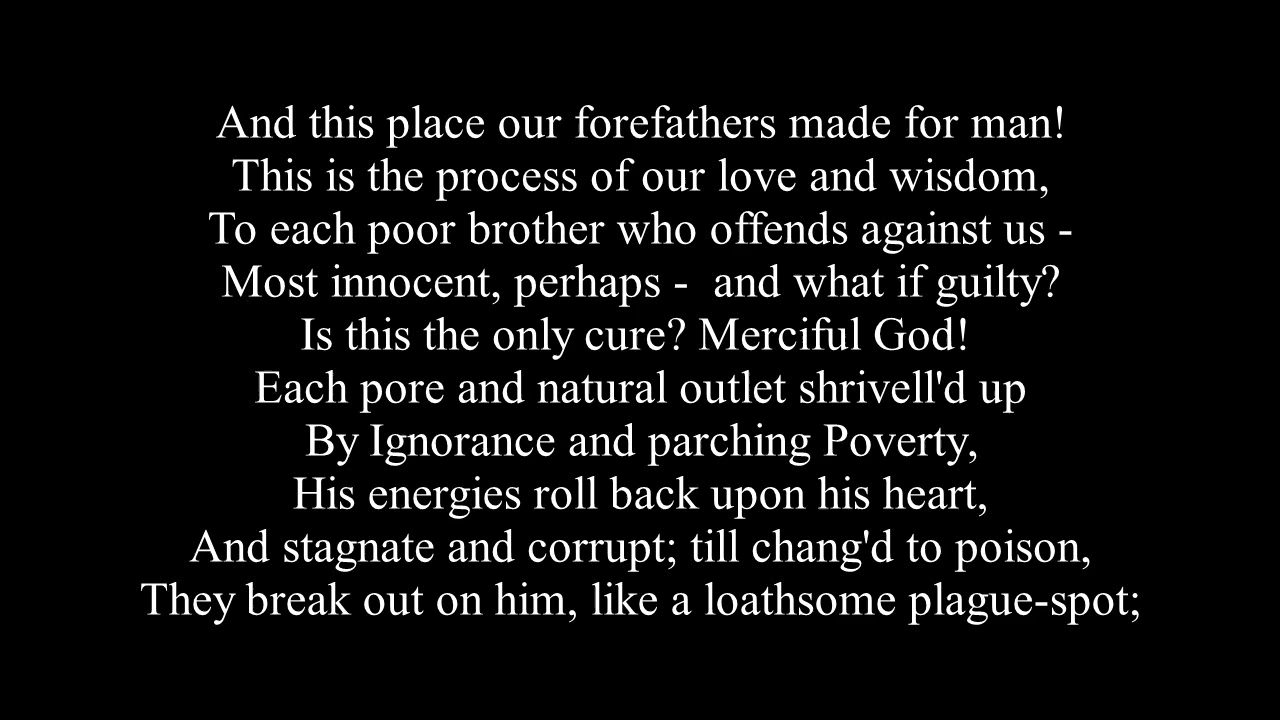 And this place our forefathers made for man!
This is the process of our love and wisdom,
To each poor brother who offends against us -
Most innocent, perhaps -  and what if guilty?
Is this the only cure? Merciful God!
Each pore and natural outlet shrivell'd up
By Ignorance and parching Poverty,
His energies roll back upon his heart,
And stagnate and corrupt; till chang'd to poison,
They break out on him, like a loathsome plague-spot;